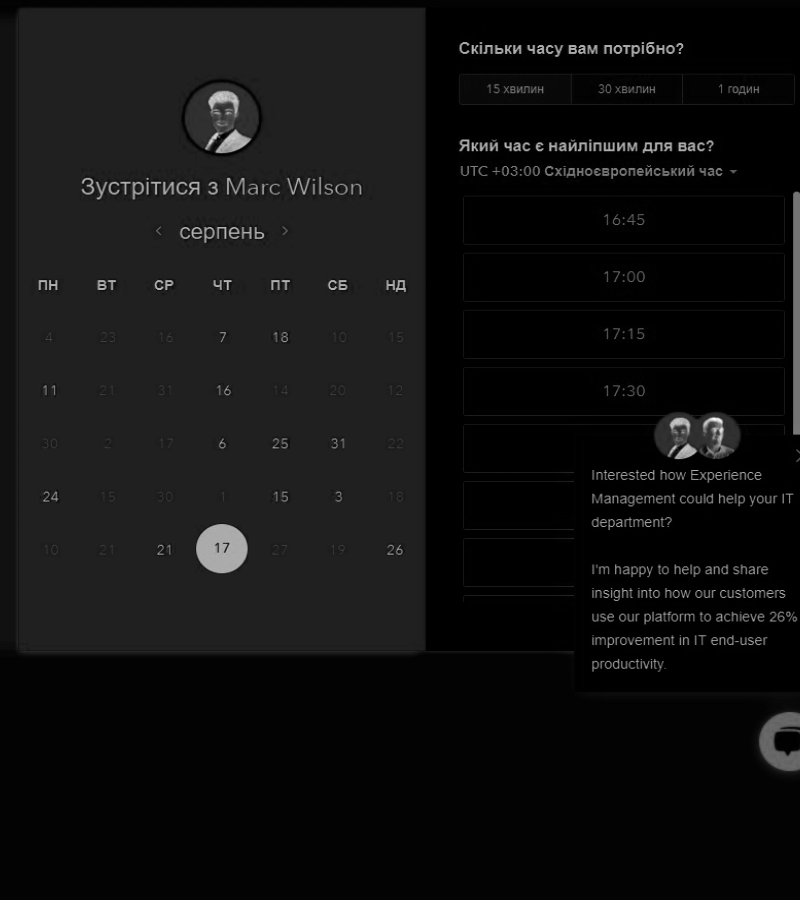 Зустрітися з Marc Wilson
серпень
ПН ВТ СР ЧТ ПТ СБ НД
4 23 16 7 18 10 15
11 21 31 16 14 20 12
30 2 17 6 25 31 22
24 15 30 1 15 3 18
10 21 21 17 27 19 26
Скільки часу вам потрібно?
15 хвилин 30 хвилин 1 годин
Який час є найліпшим для вас?
UTC +03:00 Східноєвропейський час
16:45
17:00
17:15
17:30
Interested how Experience
Management could help your IT
department?
I'm happy to help and share
insight into how our customers
use our platform to achieve 26%
improvement in IT end-user
productivity.